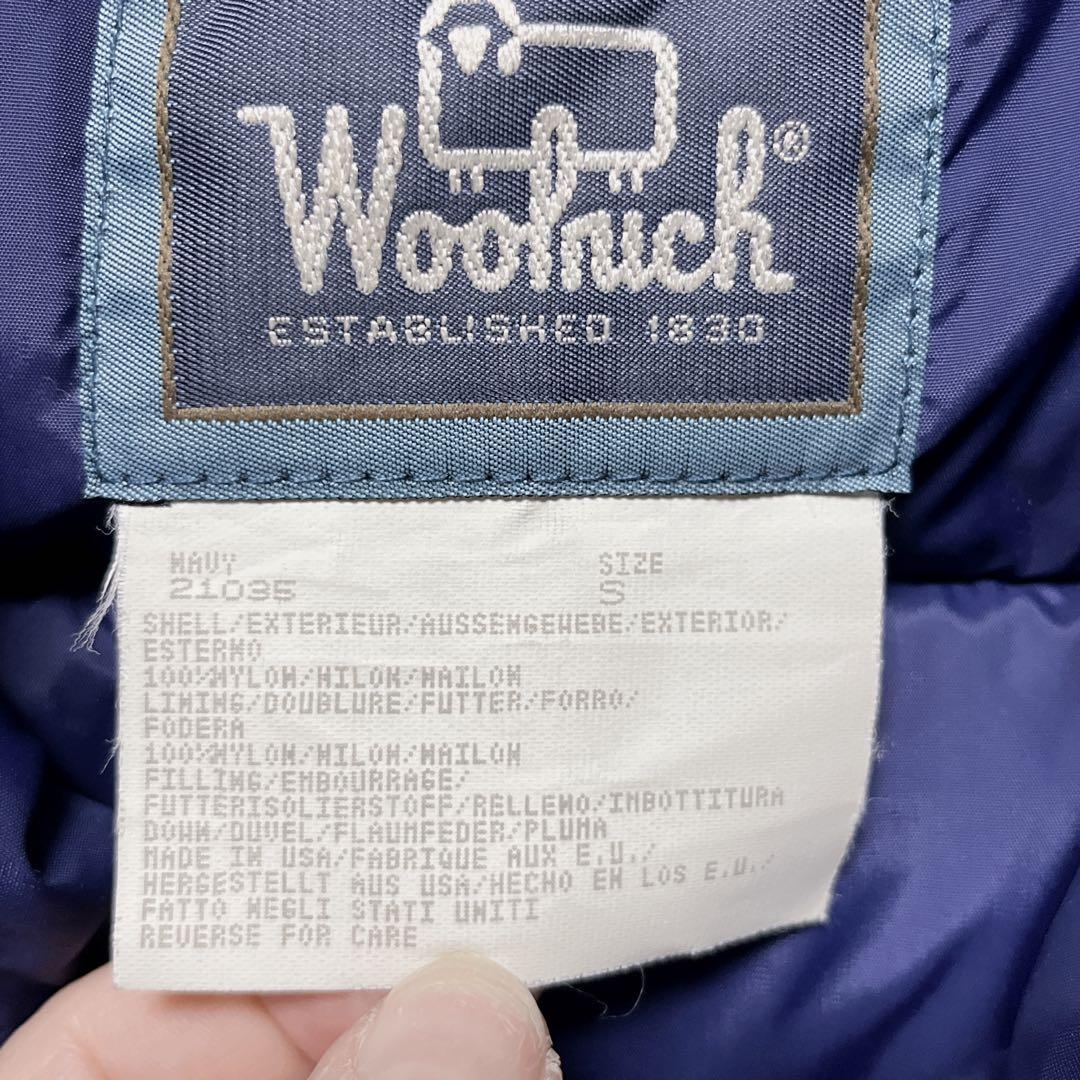 Woolrich®
ESTABLISHED 1830
NAVY SIZE
21035 S
SHELL/EXTERIEUR/AUSSENGEWEBE/EXTERIOR/
ESTERNO
100%NYLON/NILON/NAILON
LINING/DOUBLURE/FUTTER/FORRO/
FODERA
100%NYLON/NILON/NAILON
FILLING/EMBOURRAGE/
FUTTERISOLIERSTOFF/RELLENO/IMBOTTITURA
DOWN/DUVEL/FLAUMFEDER/PLUMA
MADE IN USA/FABRIQUE AUX E.U./
HERGESTELLT AUS USA/HECHO EN LOS E.U./
FATTO NEGLI STATI UNITI
REVERSE FOR CARE